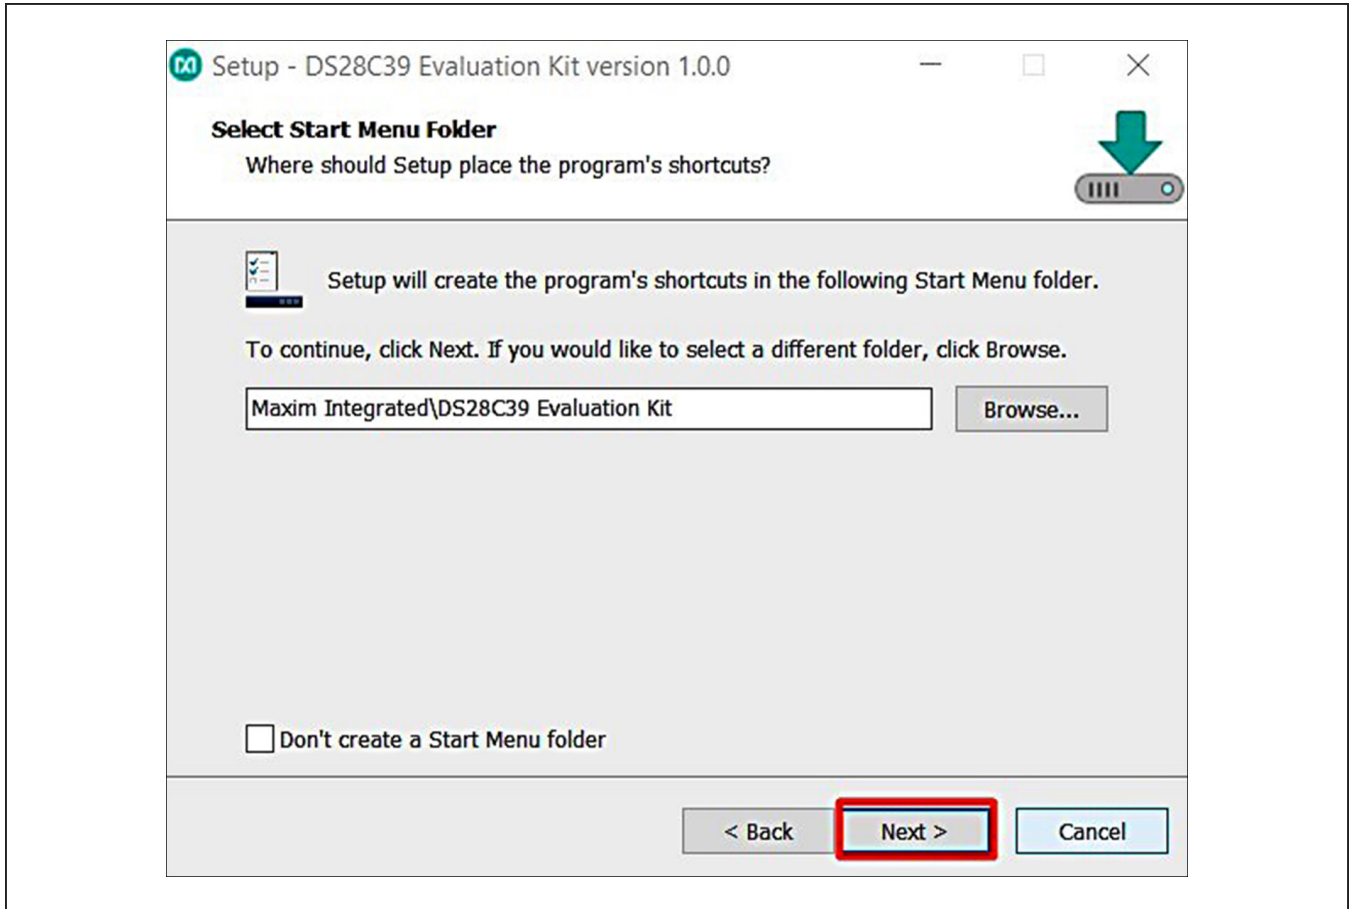 Setup - DS28C39 Evaluation Kit version 1.0.0
Select Start Menu Folder
Where should Setup place the program's shortcuts?
Setup will create the program's shortcuts in the following Start Menu folder.
To continue, click Next. If you would like to select a different folder, click Browse.
Maxim Integrated\DS28C39 Evaluation Kit
Browse...
Don't create a Start Menu folder
< Back
Next >
Cancel